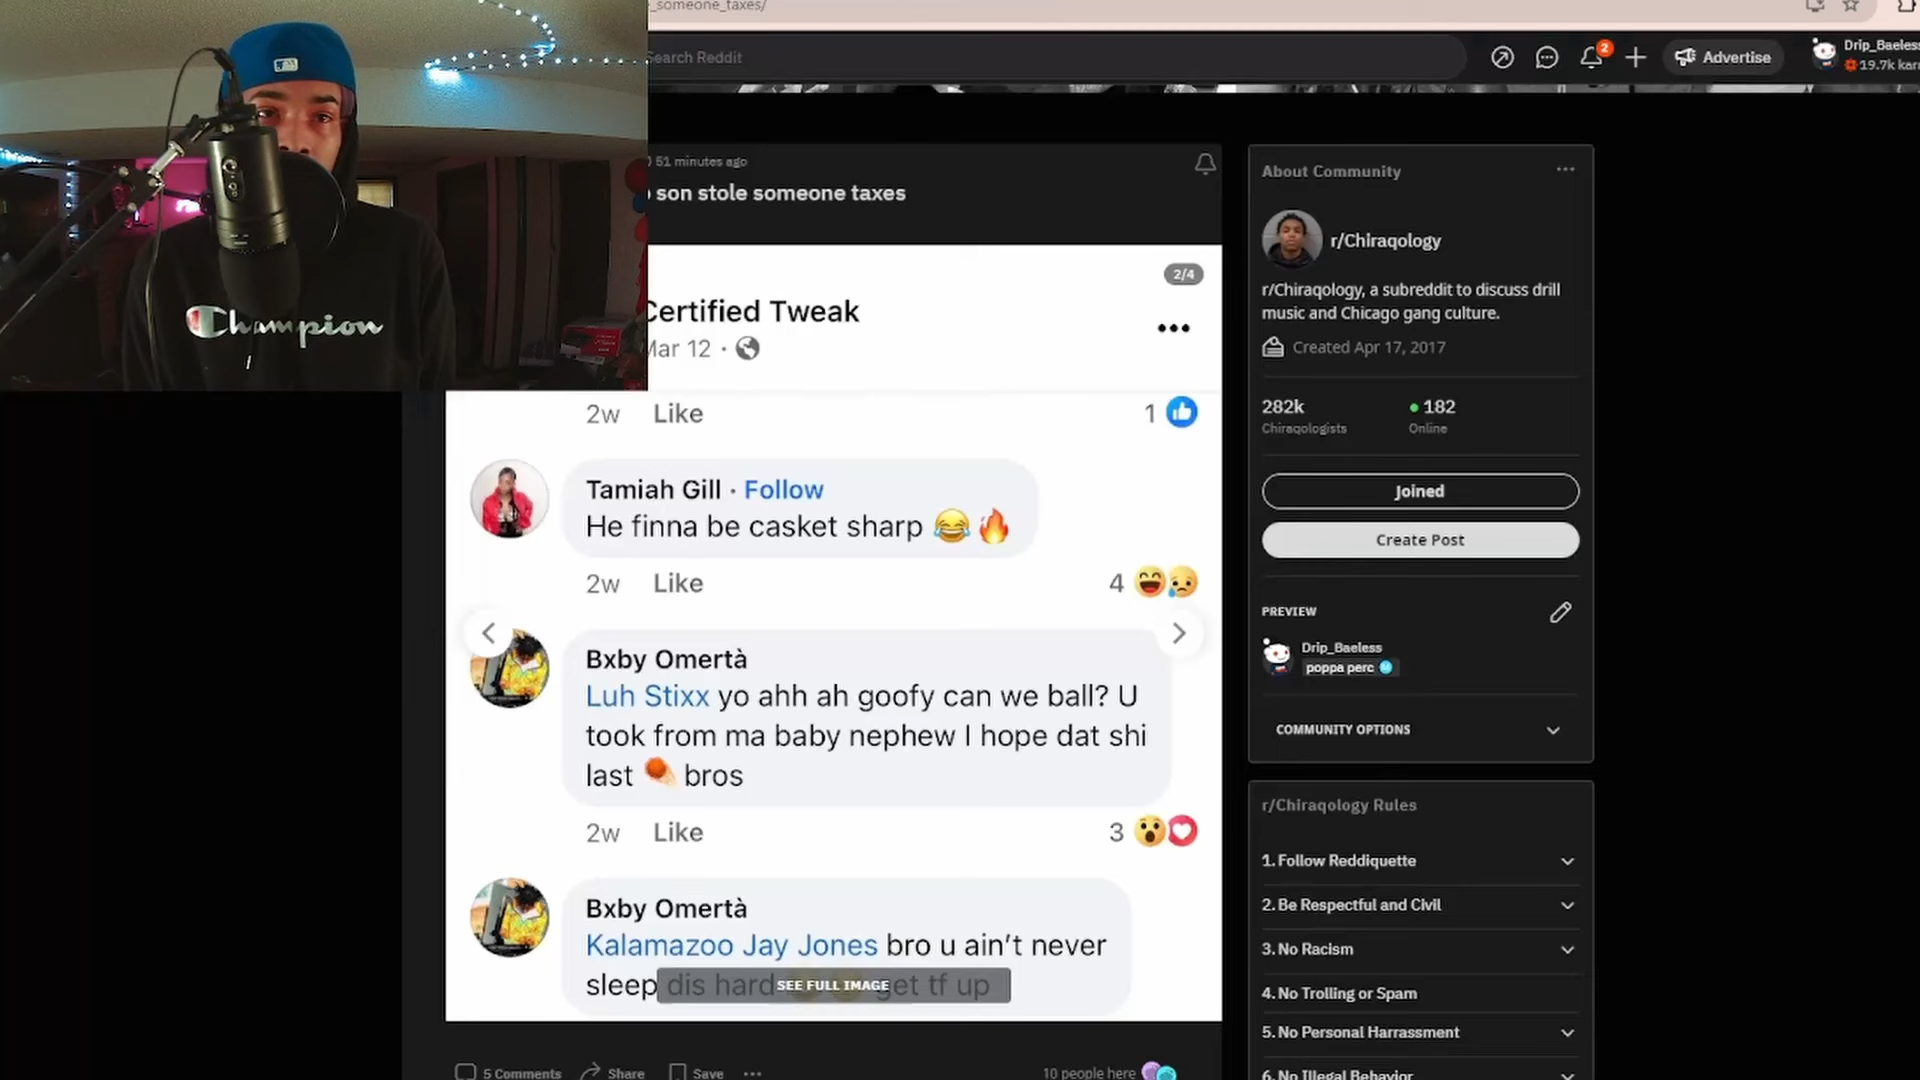 _someone_taxes/
Search Reddit
2
Advertise
Drip_Baeless
19.7k kar
Champion
51 minutes ago
son stole someone taxes
2/4
Certified Tweak
Mar 12 ·
2w Like 1
Tamiah Gill · Follow
He finna be casket sharp 😂🔥
2w Like 4
Bxby Omertà
Luh Stixx yo ahh ah goofy can we ball? U
took from ma baby nephew I hope dat shi
last bros
2w Like 3
Bxby Omertà
Kalamazoo Jay Jones bro u ain't never
sleep dis hard get tf up
SEE FULL IMAGE
5 Comments Share Save ...
10 people here
About Community
r/Chiraqology
r/Chiraqology, a subreddit to discuss drill
music and Chicago gang culture.
Created Apr 17, 2017
282k 182
Chiraqologists Online
Joined
Create Post
PREVIEW
Drip_Baeless
poppa perc
COMMUNITY OPTIONS
r/Chiraqology Rules
1. Follow Reddiquette
2. Be Respectful and Civil
3. No Racism
4. No Trolling or Spam
5. No Personal Harrassment
6. No Illegal Behavior